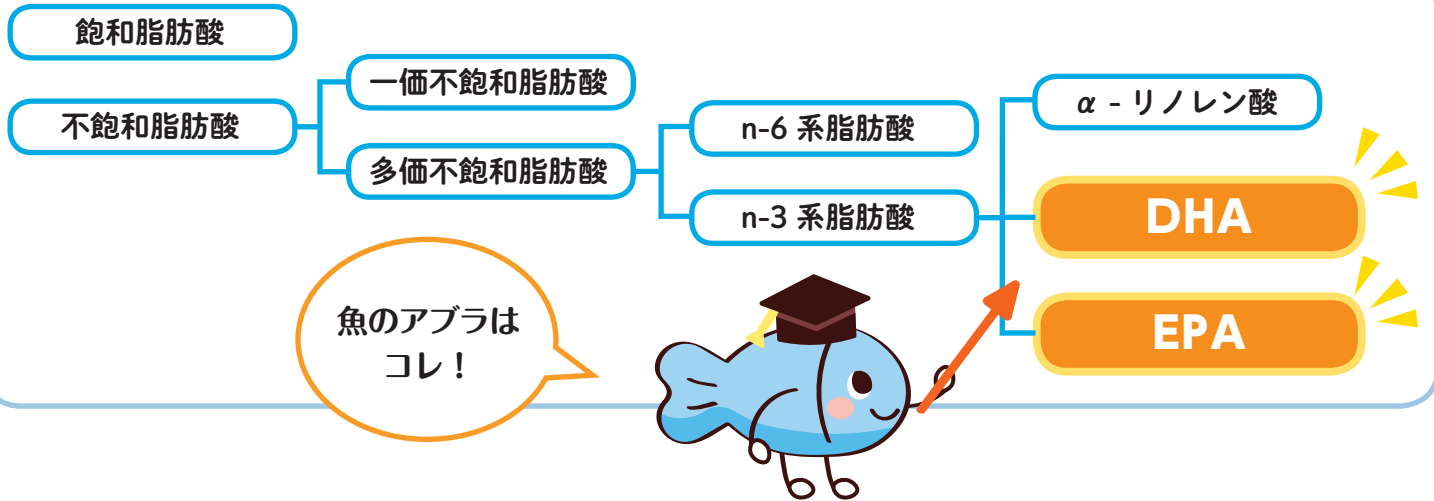 飽和脂肪酸
不飽和脂肪酸
一価不飽和脂肪酸
多価不飽和脂肪酸
n-6 系脂肪酸
n-3 系脂肪酸
α - リノレン酸
DHA
EPA
魚のアブラは
コレ！